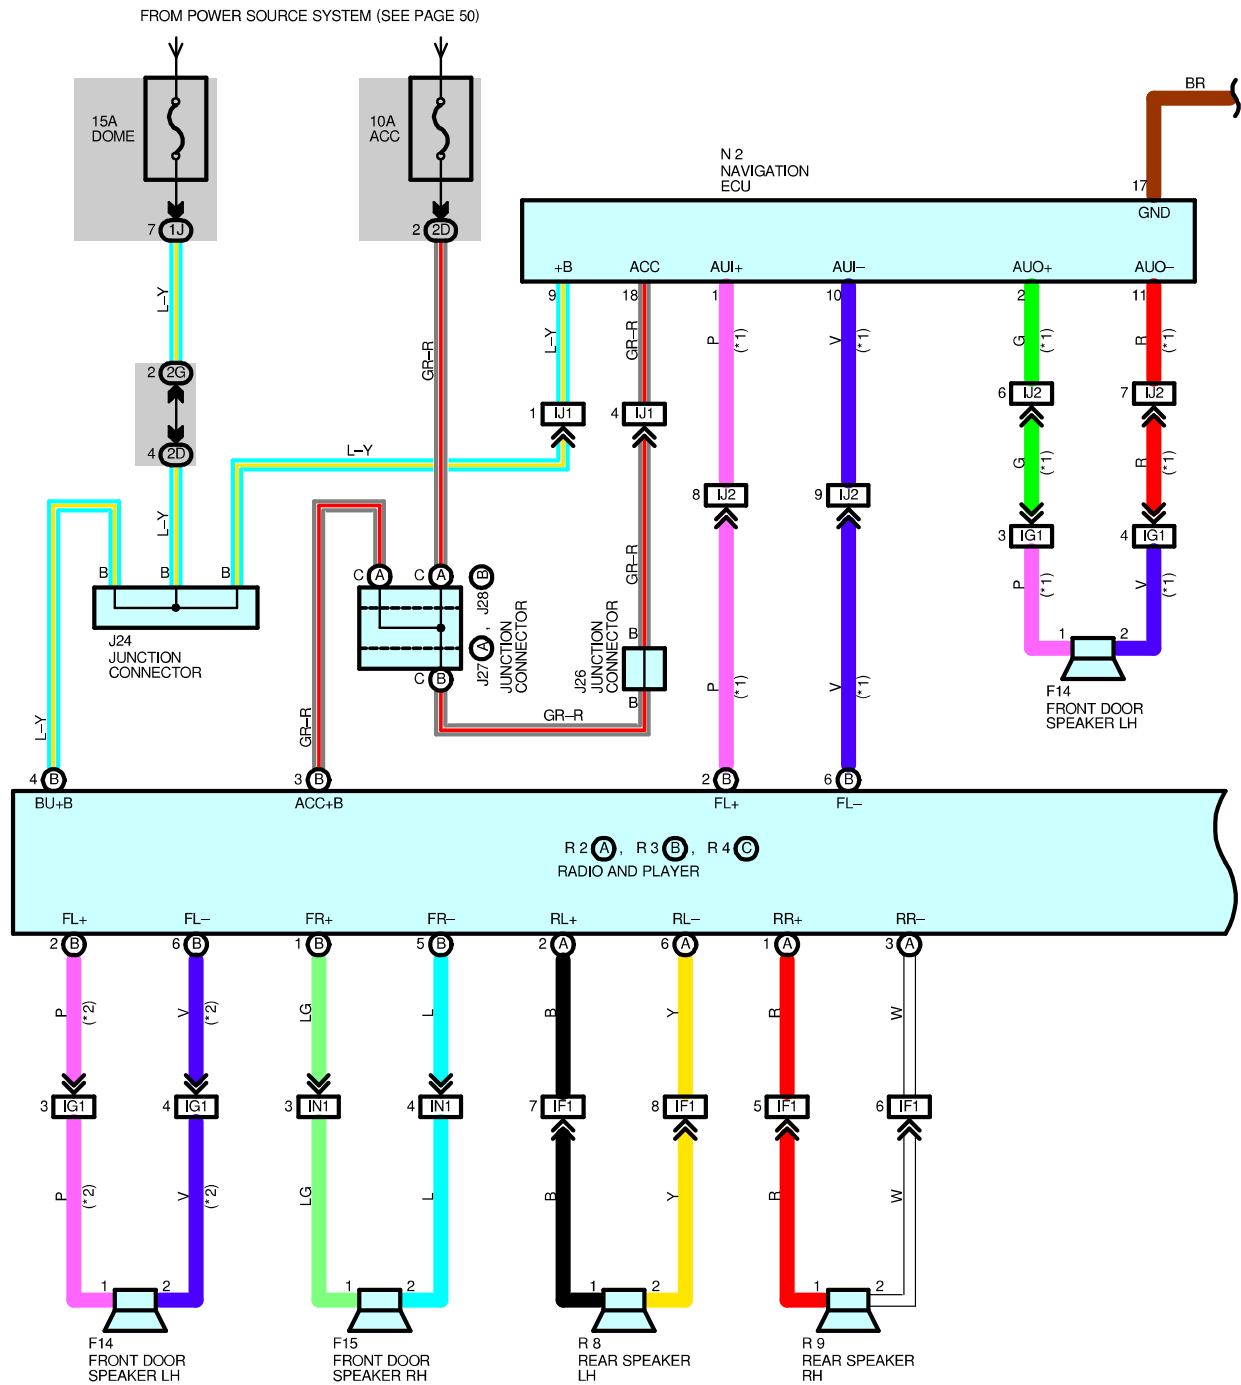 FROM POWER SOURCE SYSTEM (SEE PAGE 50)
15A
DOME
10A
ACC
7 1J
2 2D
BR
N 2
NAVIGATION
ECU
17
GND
+B
ACC
AUI+
AUI–
AUO+
AUO–
9
18
1
10
2
11
L–Y
GR–R
L–Y
GR–R
P
(*1)
V
(*1)
G
(*1)
R
(*1)
2 2G
4 2D
1 IJ1
4 IJ1
6 IJ2
7 IJ2
L–Y
L–Y
8 IJ2
9 IJ2
G
(*1)
R
(*1)
3 IG1
4 IG1
B
B
B
C A
C A
J27 A , J28 B
JUNCTION
CONNECTOR
GR–R
P
(*1)
V
(*1)
J24
JUNCTION
CONNECTOR
C B
B
J26
JUNCTION
CONNECTOR
B
1
2
F14
FRONT DOOR
SPEAKER LH
L–Y
GR–R
GR–R
P
(*1)
V
(*1)
4 B
3 B
2 B
6 B
BU+B
ACC+B
FL+
FL–
R 2 A , R 3 B , R 4 C
RADIO AND PLAYER
FL+
FL–
FR+
FR–
RL+
RL–
RR+
RR–
2 B
6 B
1 B
5 B
2 A
6 A
1 A
3 A
P
(*2)
V
(*2)
LG
L
B
Y
R
W
3 IG1
4 IG1
3 IN1
4 IN1
7 IF1
8 IF1
5 IF1
6 IF1
P
(*2)
V
(*2)
LG
L
B
Y
R
W
1
2
1
2
1
2
1
2
F14
FRONT DOOR
SPEAKER LH
F15
FRONT DOOR
SPEAKER RH
R 8
REAR SPEAKER
LH
R 9
REAR SPEAKER
RH